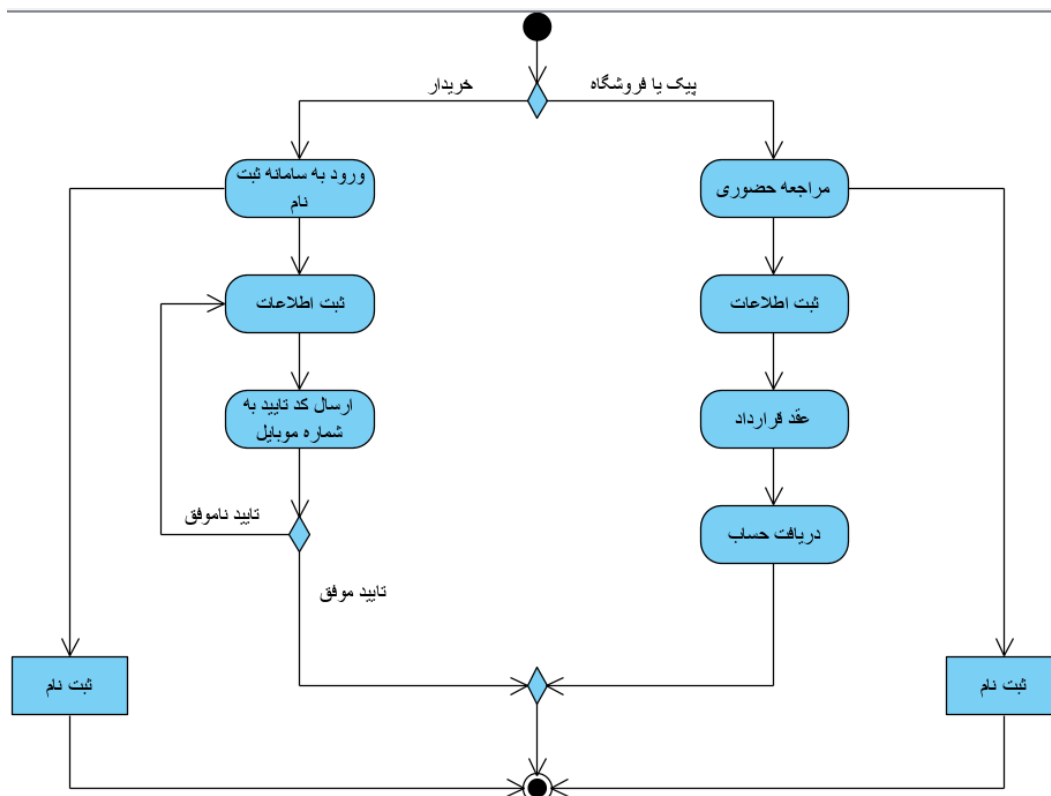 خریدار
پیک یا فروشگاه
ورود به سامانه ثبت
نام
مراجعه حضوری
ثبت اطلاعات
ثبت اطلاعات
ارسال کد تایید به
شماره موبایل
عقد قرارداد
تایید ناموفق
دریافت حساب
تایید موفق
ثبت نام
ثبت نام